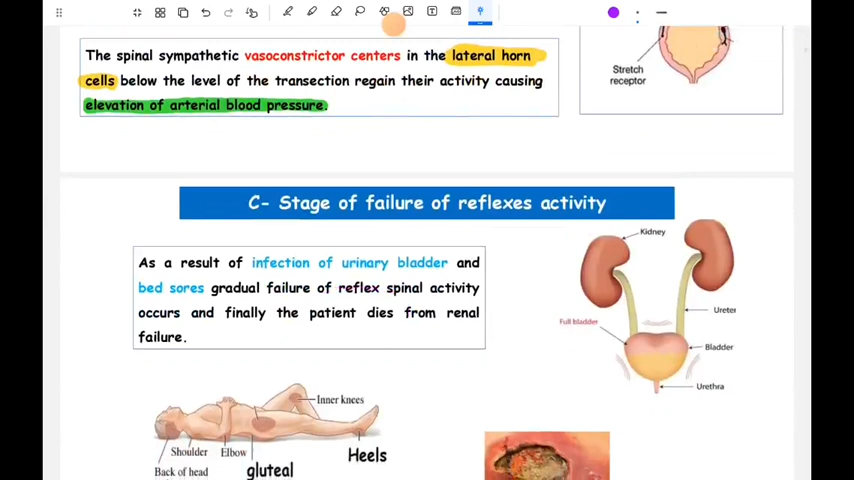 The spinal sympathetic vasoconstrictor centers in the lateral horn
cells below the level of the transection regain their activity causing
elevation of arterial blood pressure.
Stretch
receptor
C- Stage of failure of reflexes activity
As a result of infection of urinary bladder and
bed sores gradual failure of reflex spinal activity
occurs and finally the patient dies from renal
failure.
Kidney
Ureter
Full bladder
Bladder
Urethra
Inner knees
Shoulder
Elbow
Heels
Back of head
gluteal